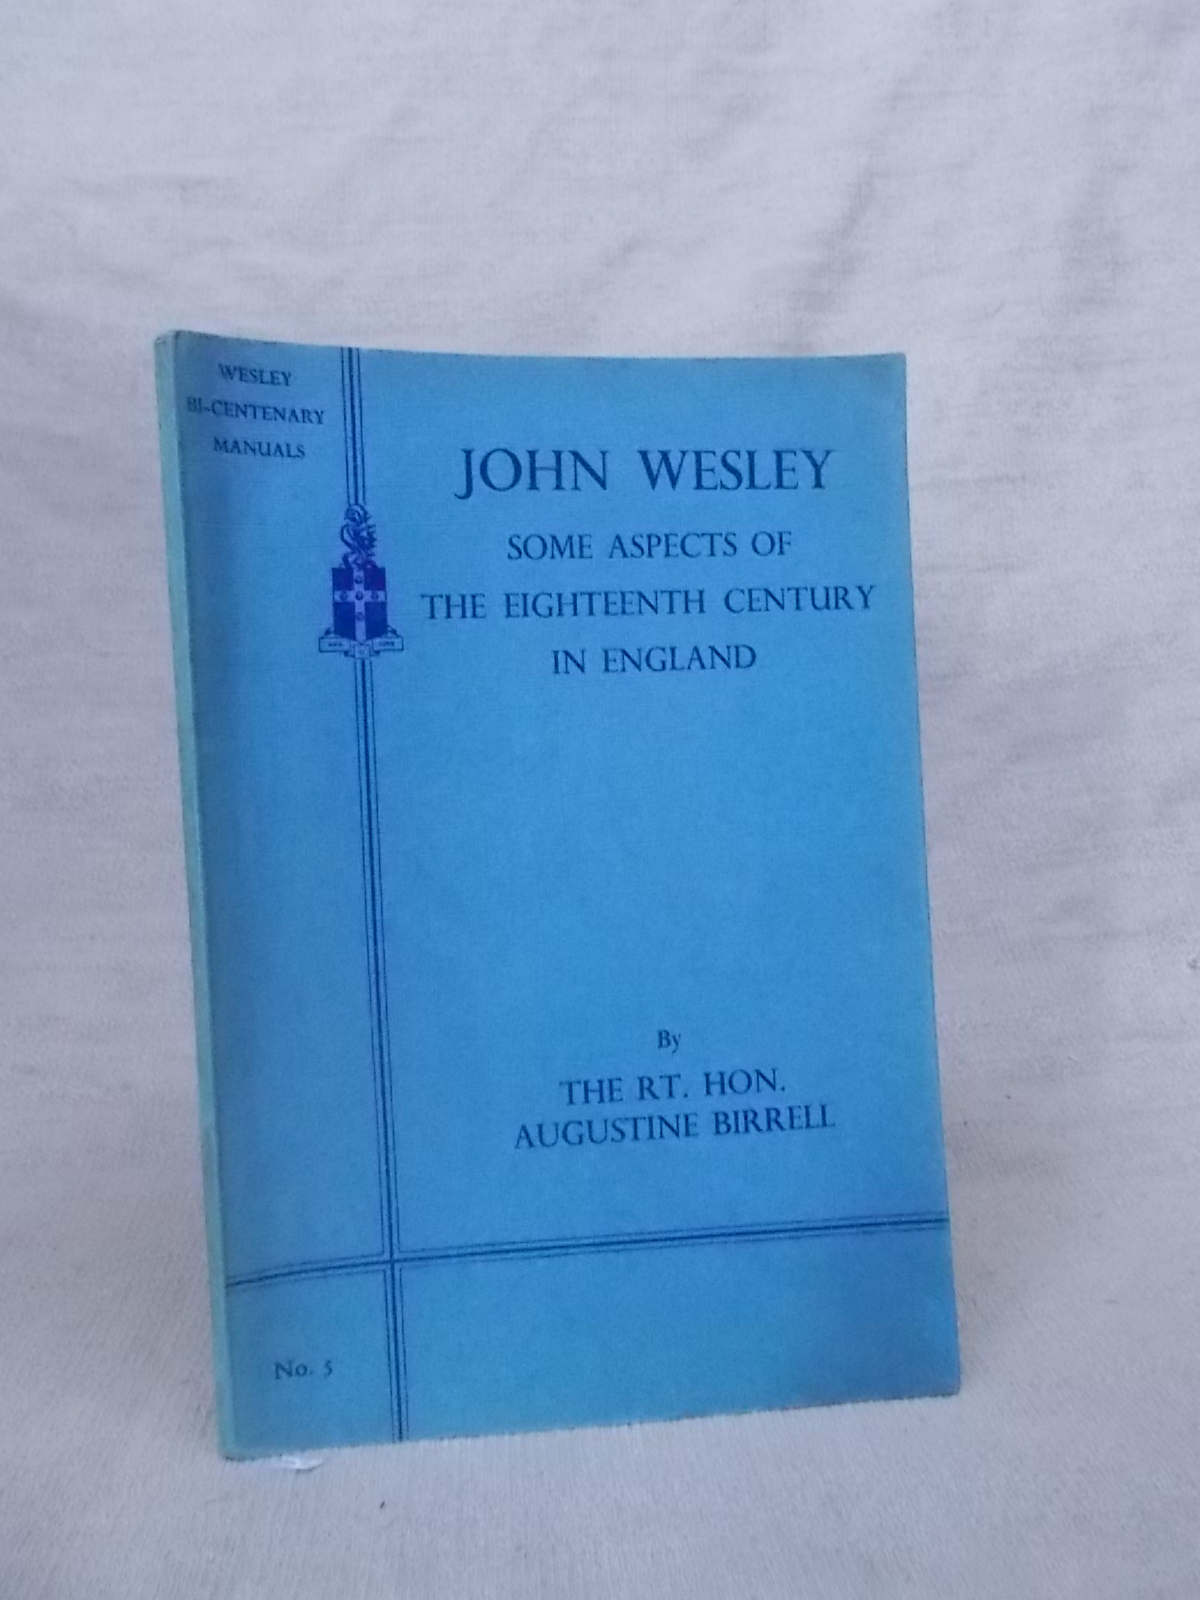 WESLEY
BI-CENTENARY
MANUALS
JOHN WESLEY
SOME ASPECTS OF
THE EIGHTEENTH CENTURY
IN ENGLAND
By
THE RT. HON.
AUGUSTINE BIRRELL
No. 5